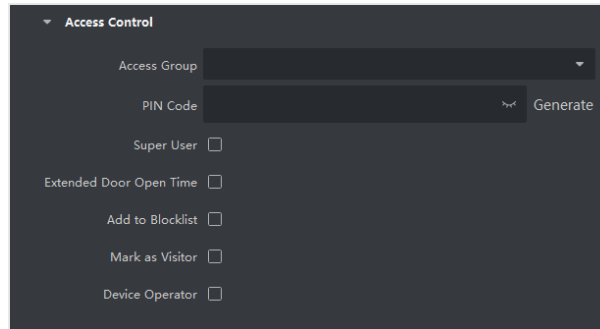 Access Control
Access Group
PIN Code Generate
Super User
Extended Door Open Time
Add to Blocklist
Mark as Visitor
Device Operator